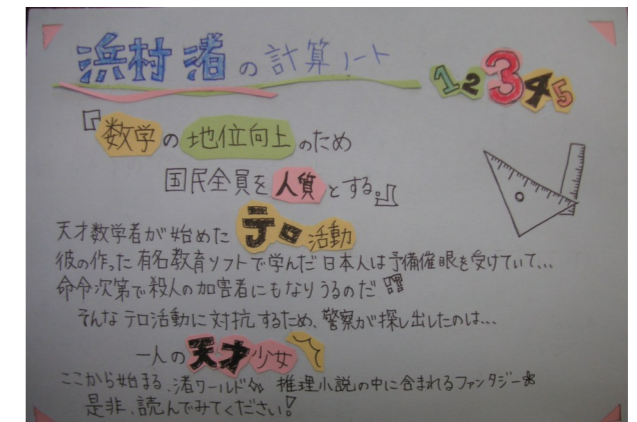 浜村渚の計算ノート
12345
『数学の地位向上のため
国民全員を人質とする。』
天才数学者が始めたテロ活動
彼の作った有名教育ソフトで学んだ日本人は予備催眠を受けていて…
命令次第で殺人の加害者にもなりうるのだ!!!
そんなテロ活動に対抗するため、警察が探し出したのは…
一人の天才少女
ここから始まる、渚ワールド 推理小説の中に含まれるファンタジー
是非、読んでみてください!